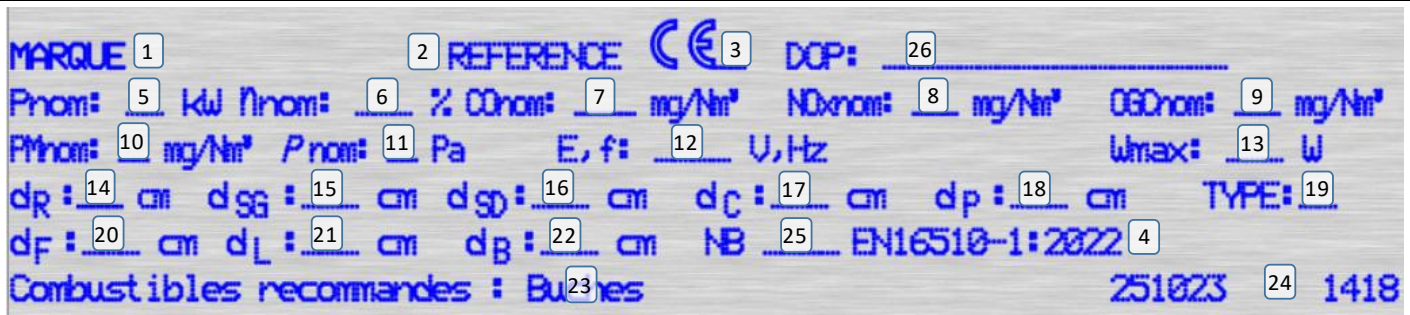 MARQUE 1 2 REFERENCE CE 3 DOP: 26
Pnom: 5 kW ηnom: 6 % COnom: 7 mg/Nm³ NOxnom: 8 mg/Nm³ OGCnom: 9 mg/Nm³
PMnom: 10 mg/Nm³ Pnom: 11 Pa E,f: 12 V,Hz Wmax: 13 W
dR: 14 cm dSG: 15 cm dSD: 16 cm dC: 17 cm dP: 18 cm TYPE: 19
dF: 20 cm dL: 21 cm dB: 22 cm NB 25 EN16510-1:2022 4
Combustibles recommandes : Buches 23 251023 24 1418